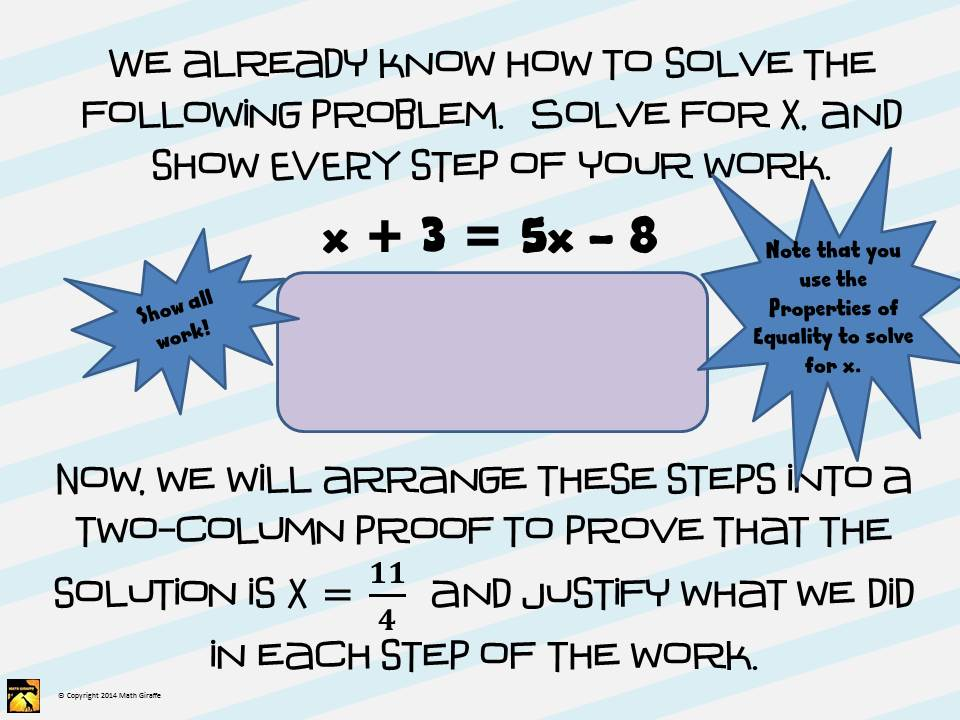 We already know how to solve the
following problem. Solve for x, and
show EVERY step of your work.
x + 3 = 5x – 8
Show all
work!
Note that you
use the
Properties of
Equality to solve
for x.
Now, we will arrange these steps into a
two-column proof to prove that the
solution is x = 11/4 and justify what we did
in each step of the work.
MATH GIRAFFE
© Copyright 2014 Math Giraffe